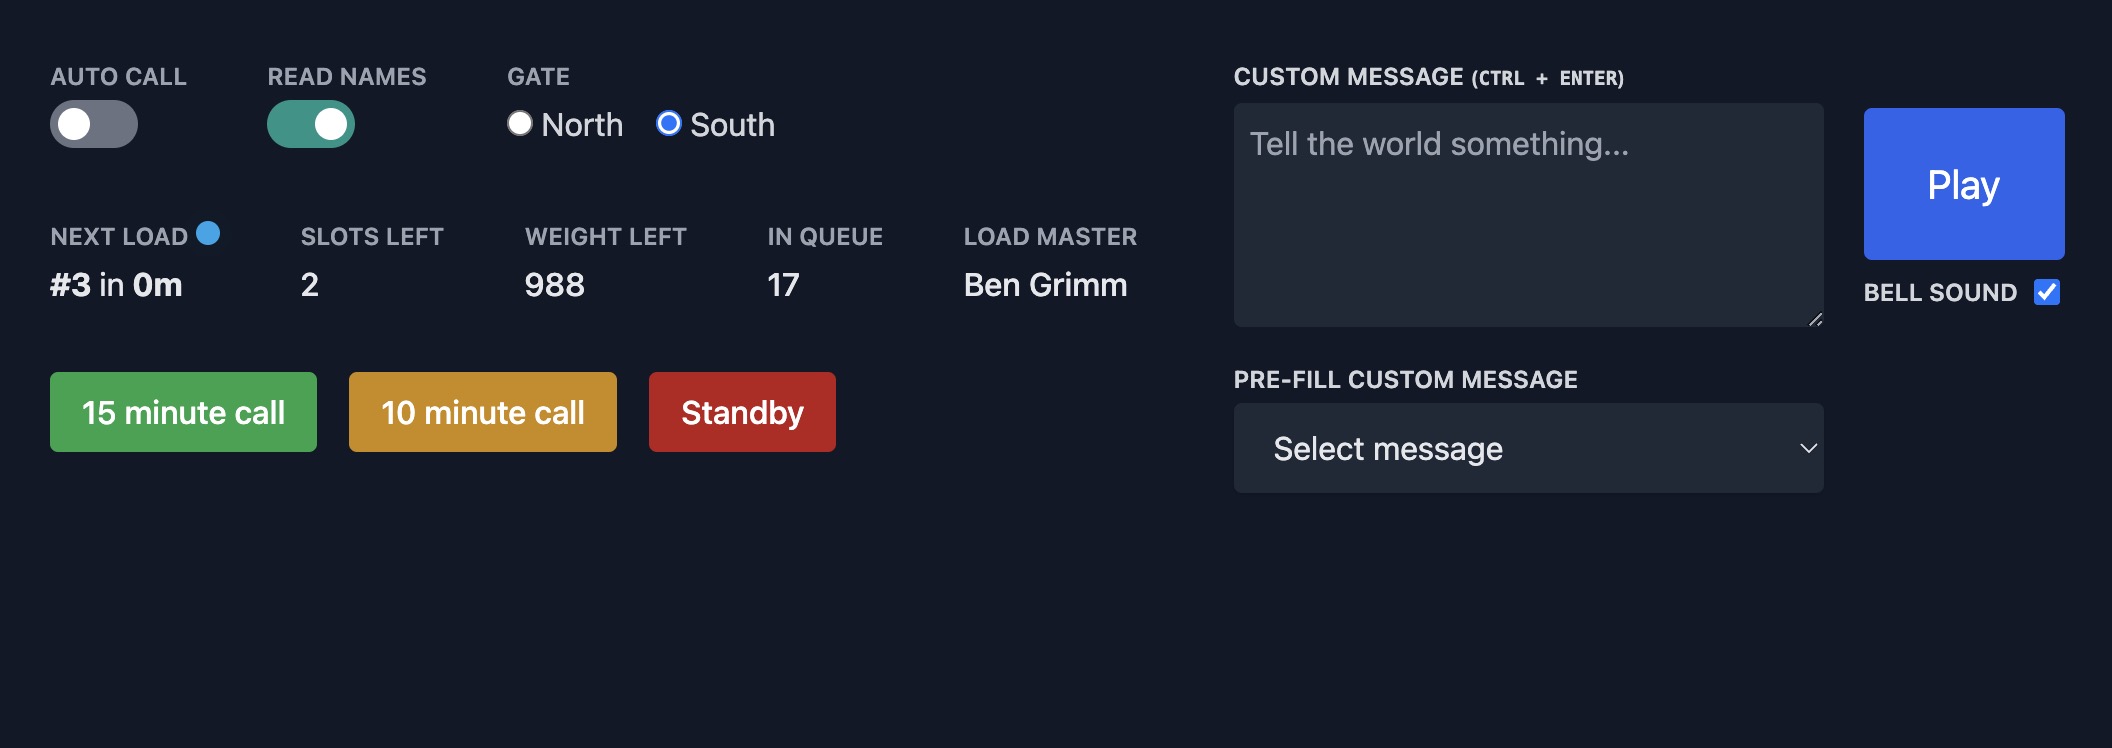 AUTO CALL
READ NAMES
GATE
North
South
NEXT LOAD
#3 in 0m
SLOTS LEFT
2
WEIGHT LEFT
988
IN QUEUE
17
LOAD MASTER
Ben Grimm
15 minute call
10 minute call
Standby
CUSTOM MESSAGE (CTRL + ENTER)
Tell the world something...
Play
BELL SOUND
PRE-FILL CUSTOM MESSAGE
Select message